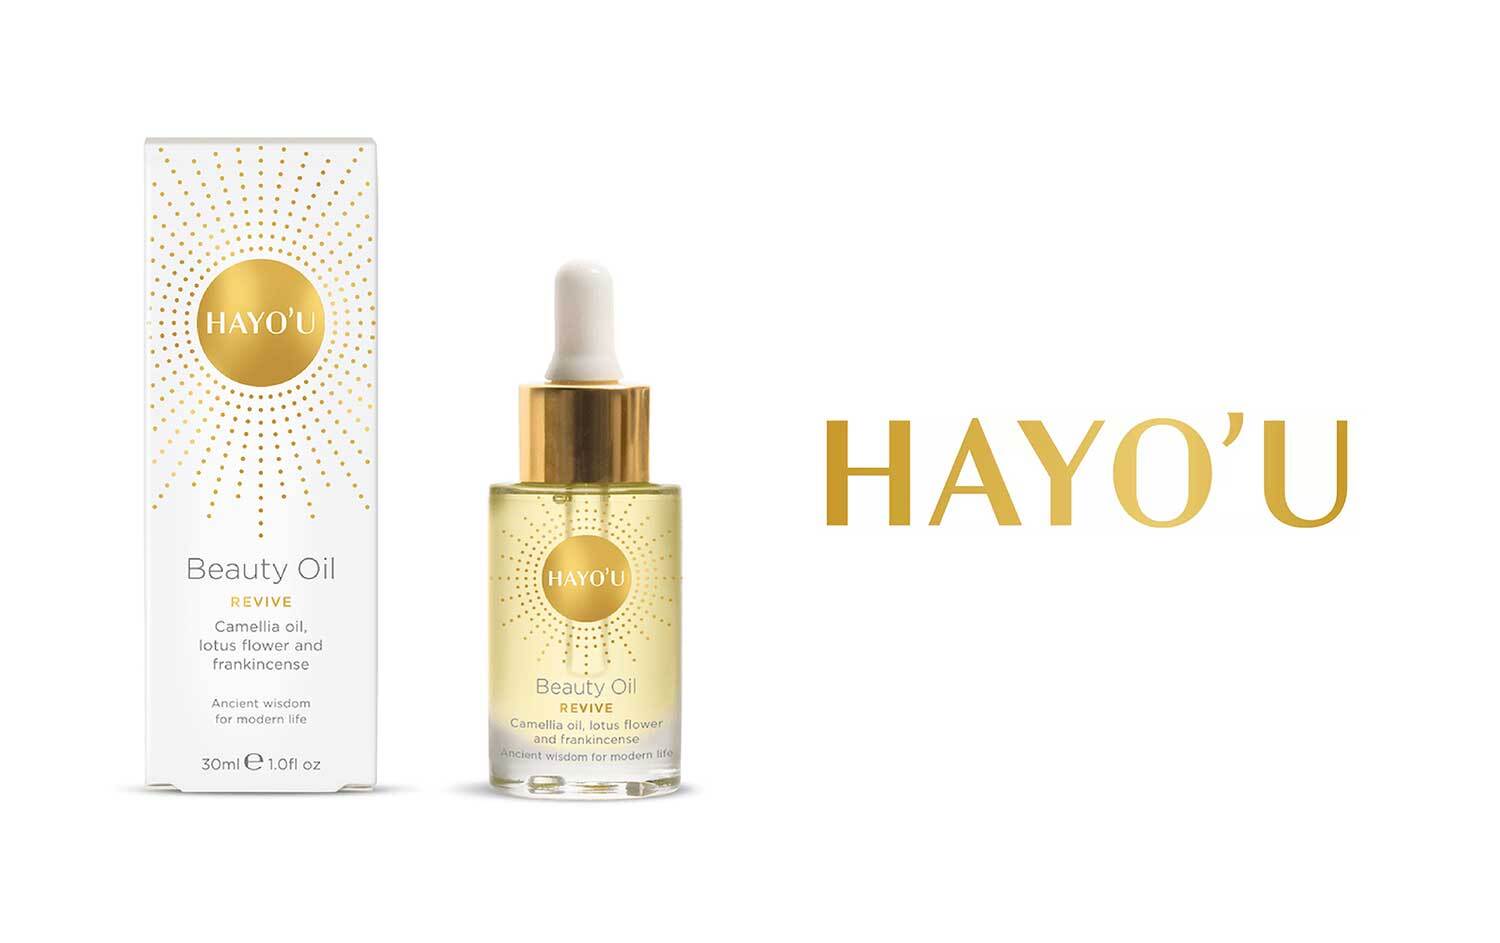 HAYO’U
Beauty Oil
REVIVE
Camellia oil,
lotus flower and
frankincense
Ancient wisdom
for modern life
30ml ℮ 1.0fl oz
HAYO’U
Beauty Oil
REVIVE
Camellia oil, lotus flower
and frankincense
Ancient wisdom for modern life
HAYO’U